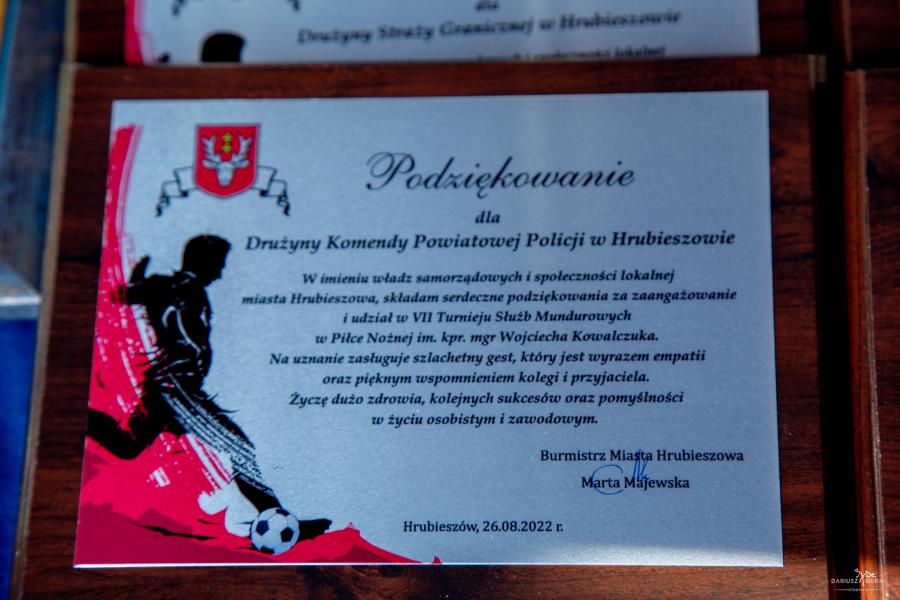 dla
Drużyny Straży Granicznej w Hrubieszowie
Podziękowanie
dla
Drużyny Komendy Powiatowej Policji w Hrubieszowie
W imieniu władz samorządowych i społeczności lokalnej
miasta Hrubieszowa, składam serdeczne podziękowania za zaangażowanie
i udział w VII Turnieju Służb Mundurowych
w Piłce Nożnej im. kpr. mgr Wojciecha Kowalczuka.
Na uznanie zasługuje szlachetny gest, który jest wyrazem empatii
oraz pięknym wspomnieniem kolegi i przyjaciela.
Życzę dużo zdrowia, kolejnych sukcesów oraz pomyślności
w życiu osobistym i zawodowym.
Burmistrz Miasta Hrubieszowa
Marta Majewska
Hrubieszów, 26.08.2022 r.
DARIUSZ DUDA